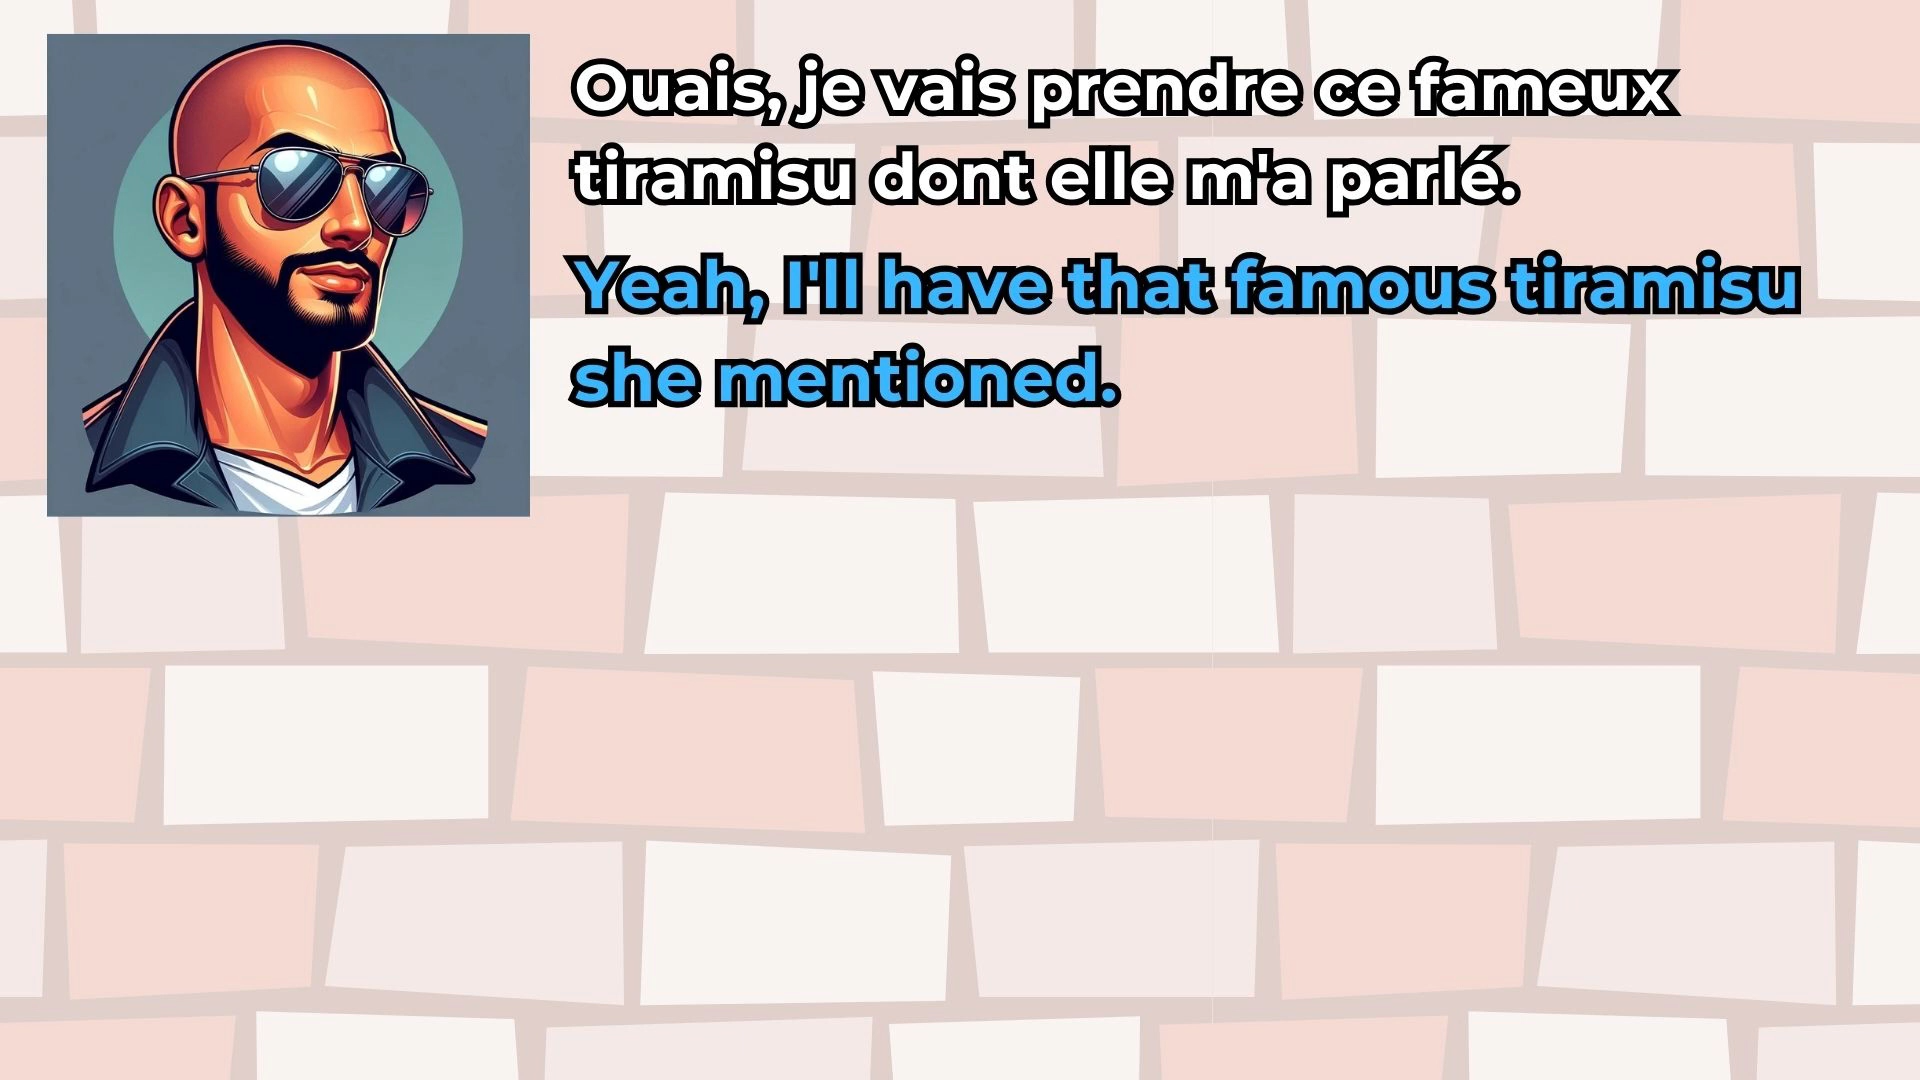 Ouais, je vais prendre ce fameux
tiramisu dont elle m'a parlé.
Yeah, I'll have that famous tiramisu
she mentioned.